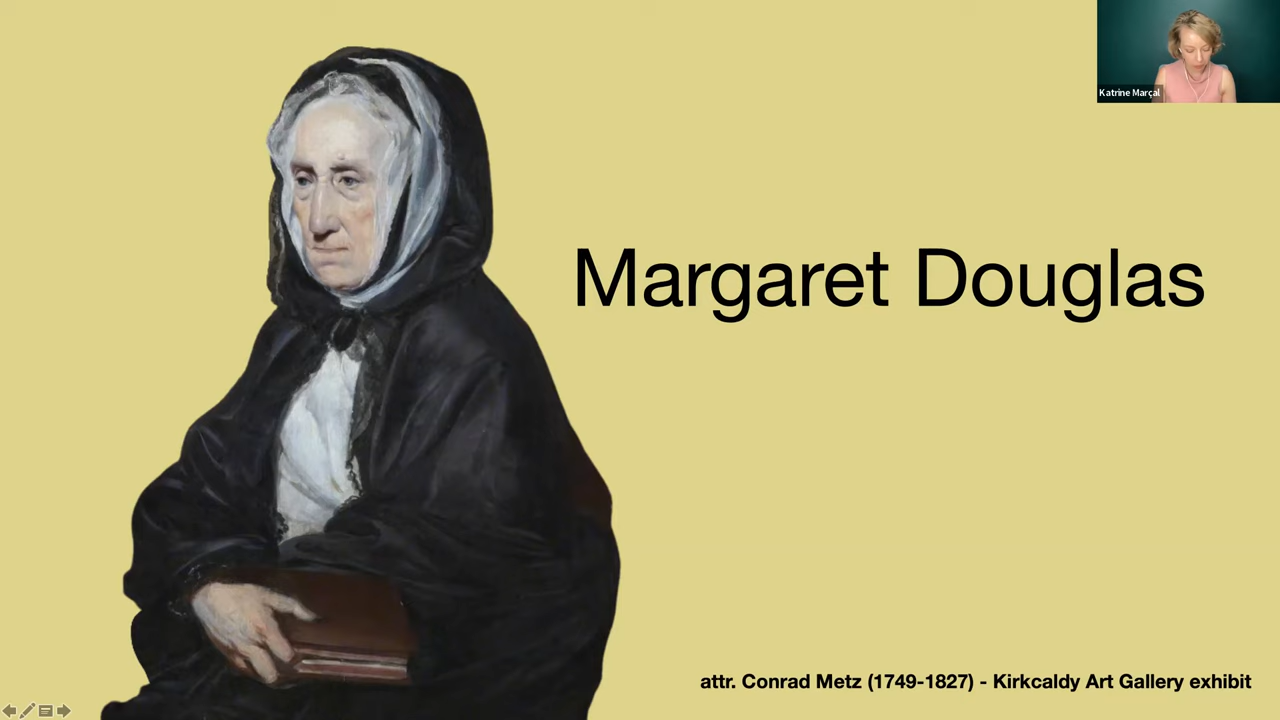 Katrine Marçal
Margaret Douglas
attr. Conrad Metz (1749-1827) - Kirkcaldy Art Gallery exhibit